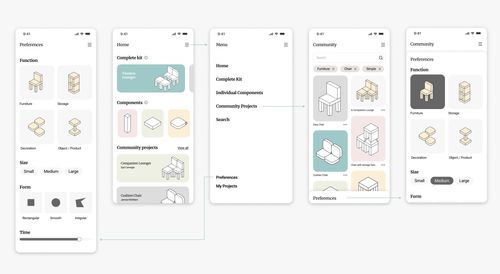 9:41
Preferences
Function
Furniture
Storage
Decoration
Object / Product
Size
Small
Medium
Large
Form
Rectangular
Smooth
Irregular
Time
9:41
Home
Complete kit
Components
Community projects
View all
Companion Lounger
Cushion Chair
9:41
Menu
Home
Complete Kit
Individual Components
Community Projects
Search
Preferences
My Projects
9:41
Community
Search
Furniture
Chair
Simple
Easy Chair
A Companion Lounger
Cushion Chair
Preferences
9:41
Community
Preferences
Function
Furniture
Storage
Decoration
Object / Product
Size
Small
Medium
Large
Form